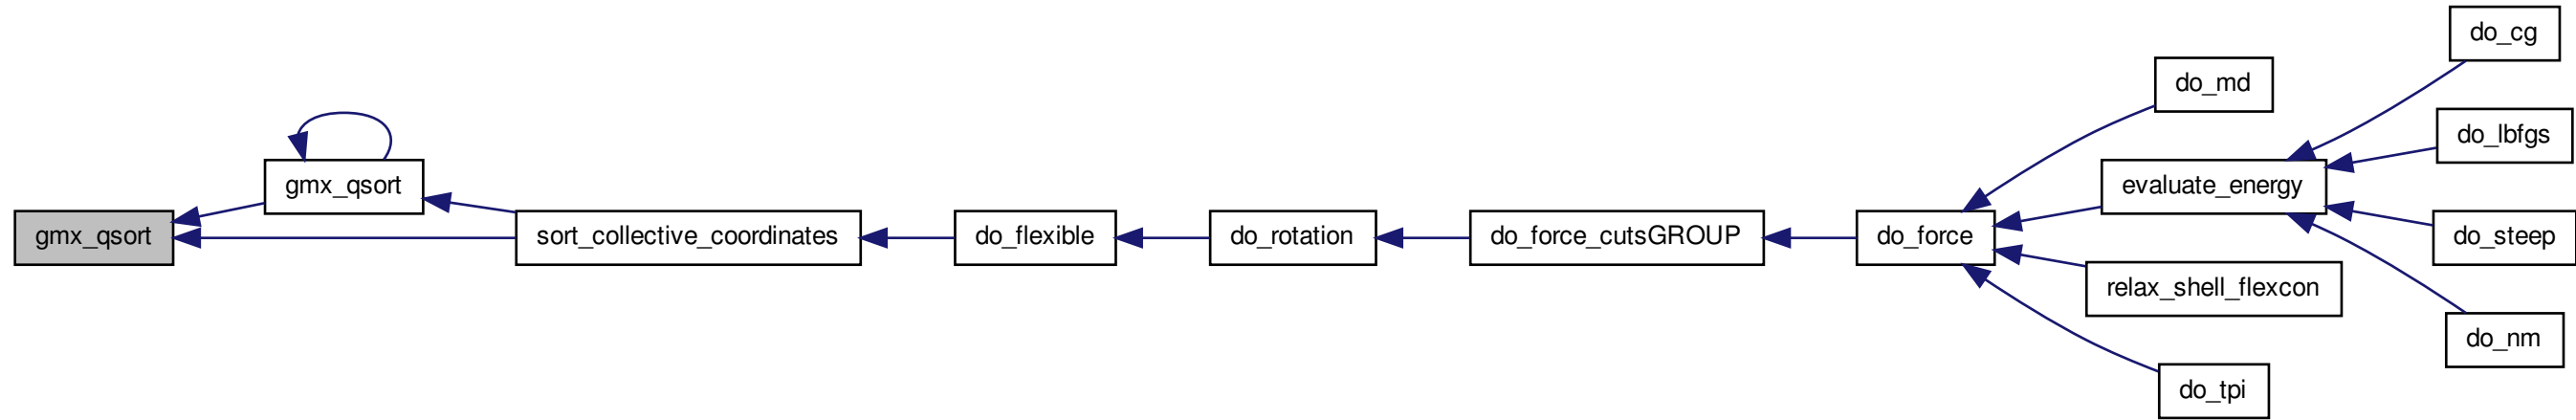 gmx_qsort
gmx_qsort
sort_collective_coordinates
do_flexible
do_rotation
do_force_cutsGROUP
do_force
do_md
evaluate_energy
relax_shell_flexcon
do_tpi
do_cg
do_lbfgs
do_steep
do_nm